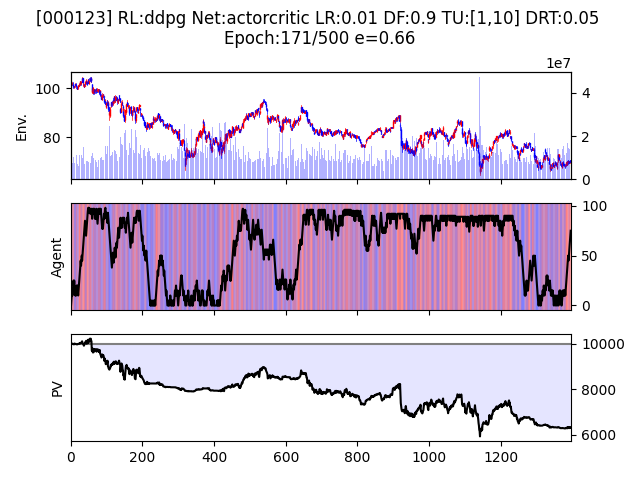 [000123] RL:ddpg Net:actorcritic LR:0.01 DF:0.9 TU:[1,10] DRT:0.05
Epoch:171/500 e=0.66
1e7
100
80
Env.
4
2
0
Agent
100
50
0
PV
10000
8000
6000
0 200 400 600 800 1000 1200